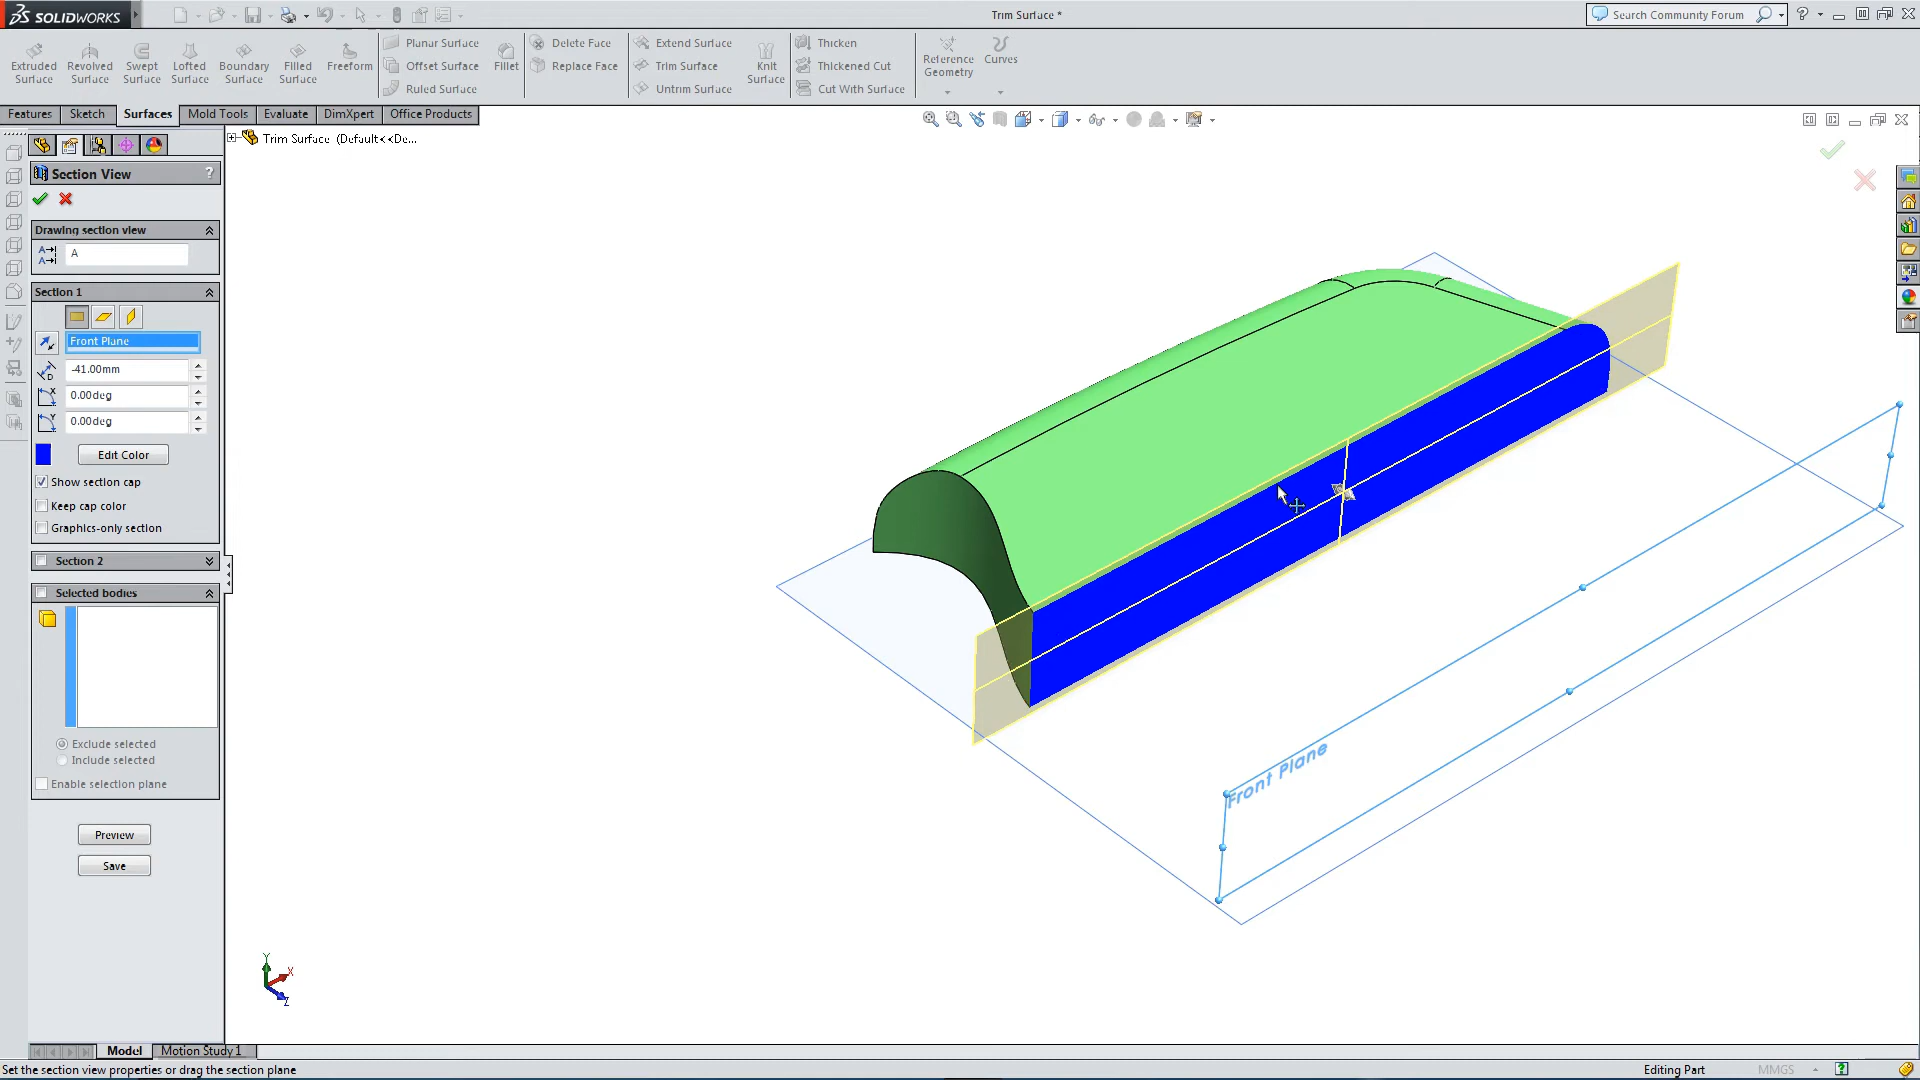 SOLIDWORKS
Trim Surface *
Search Community Forum
Extruded Surface
Revolved Surface
Swept Surface
Lofted Surface
Boundary Surface
Filled Surface
Freeform
Planar Surface
Offset Surface
Ruled Surface
Fillet
Delete Face
Replace Face
Extend Surface
Trim Surface
Untrim Surface
Knit Surface
Thicken
Thickened Cut
Cut With Surface
Reference Geometry
Curves
Features
Sketch
Surfaces
Mold Tools
Evaluate
DimXpert
Office Products
Trim Surface (Default<<De...
Section View
?
Drawing section view
A
Section 1
Front Plane
-41.00mm
0.00deg
0.00deg
Edit Color
Show section cap
Keep cap color
Graphics-only section
Section 2
Selected bodies
Exclude selected
Include selected
Enable selection plane
Preview
Save
Front Plane
Y
X
Z
Model
Motion Study 1
Set the section view properties or drag the section plane
Editing Part
MMGS